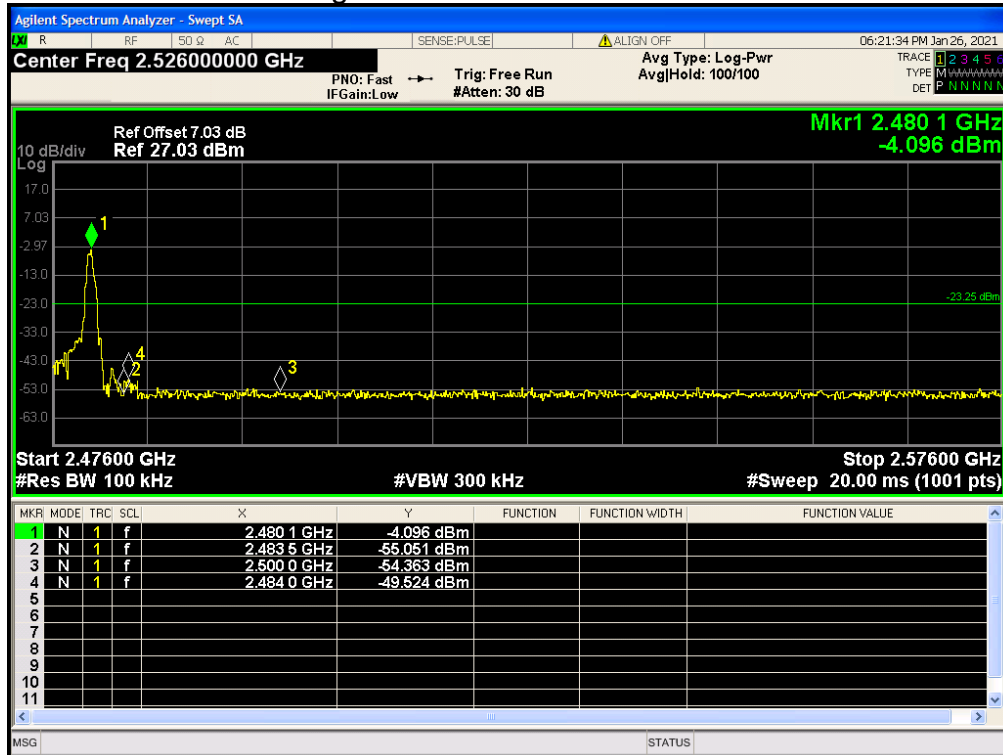 Agilent Spectrum Analyzer - Swept SA
LXI R RF 50 Ω AC SENSE:PULSE ALIGN OFF 06:21:34 PM Jan 26, 2021
Center Freq 2.526000000 GHz
PNO: Fast Trig: Free Run Avg Type: Log-Pwr TRACE 1 2 3 4 5 6
IFGain:Low #Atten: 30 dB Avg|Hold: 100/100 TYPE M
DET P N N N N N
Ref Offset 7.03 dB Mkr1 2.480 1 GHz
10 dB/div Ref 27.03 dBm -4.096 dBm
Log
17.0
7.03
1
-2.97
-13.0
-23.0 -23.25 dBm
-33.0
-43.0
4
2
3
-53.0
-63.0
Start 2.47600 GHz Stop 2.57600 GHz
#Res BW 100 kHz #VBW 300 kHz #Sweep 20.00 ms (1001 pts)
MKR MODE TRC SCL X Y FUNCTION FUNCTION WIDTH FUNCTION VALUE
1 N 1 f 2.480 1 GHz -4.096 dBm
2 N 1 f 2.483 5 GHz -55.051 dBm
3 N 1 f 2.500 0 GHz -54.363 dBm
4 N 1 f 2.484 0 GHz -49.524 dBm
5
6
7
8
9
10
11
MSG STATUS